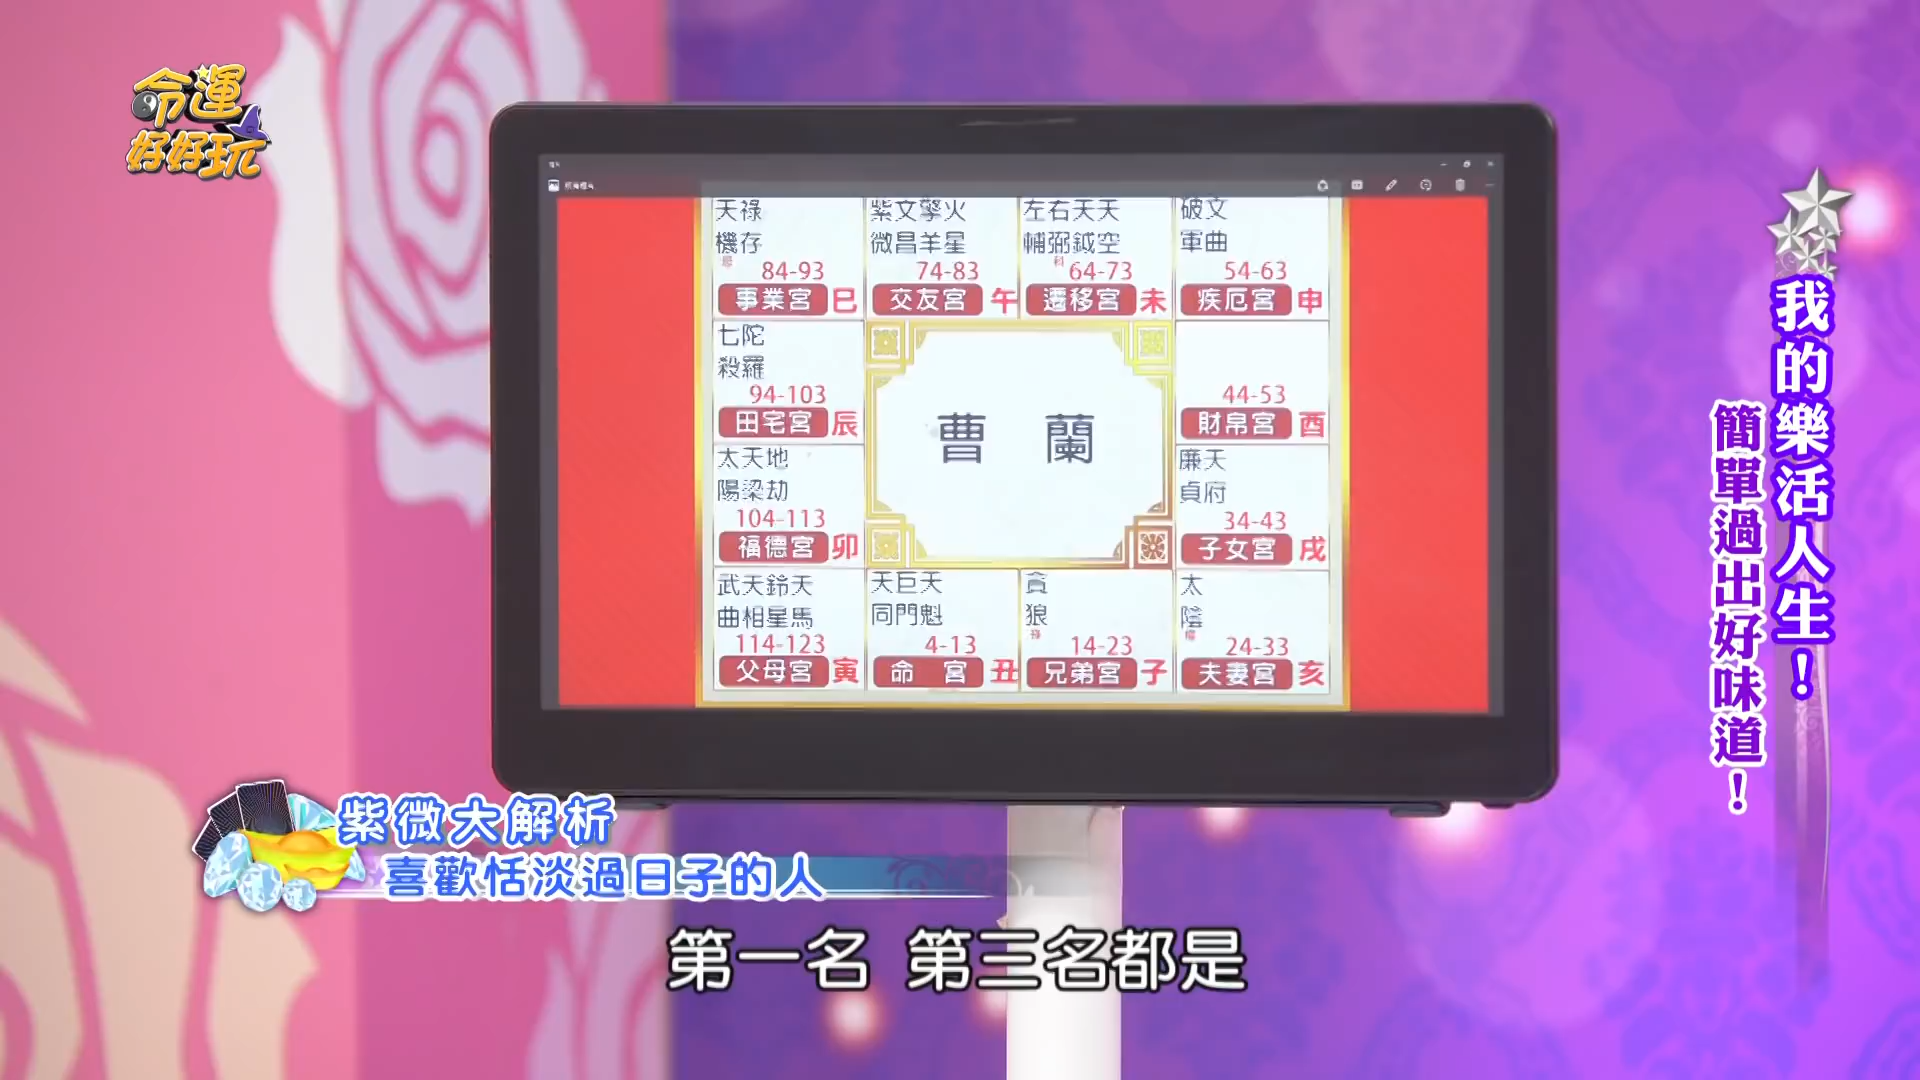 命運
好好玩
我的樂活人生！
簡單過出好味道！
天祿
機存
忌
84-93
事業宮 巳
紫文擎火
微昌羊星
74-83
交友宮 午
左右天天
輔弼鉞空
科
64-73
遷移宮 未
破文
軍曲
54-63
疾厄宮 申
七陀
殺羅
94-103
田宅宮 辰
曹 蘭
44-53
財帛宮 酉
太天地
陽梁劫
104-113
福德宮 卯
廉天
貞府
34-43
子女宮 戌
武天鈴天
曲相星馬
114-123
父母宮 寅
天巨天
同門魁
4-13
命 宮 丑
貪
狼
祿
14-23
兄弟宮 子
太
陰
權
24-33
夫妻宮 亥
紫微大解析
喜歡恬淡過日子的人
第一名 第三名都是